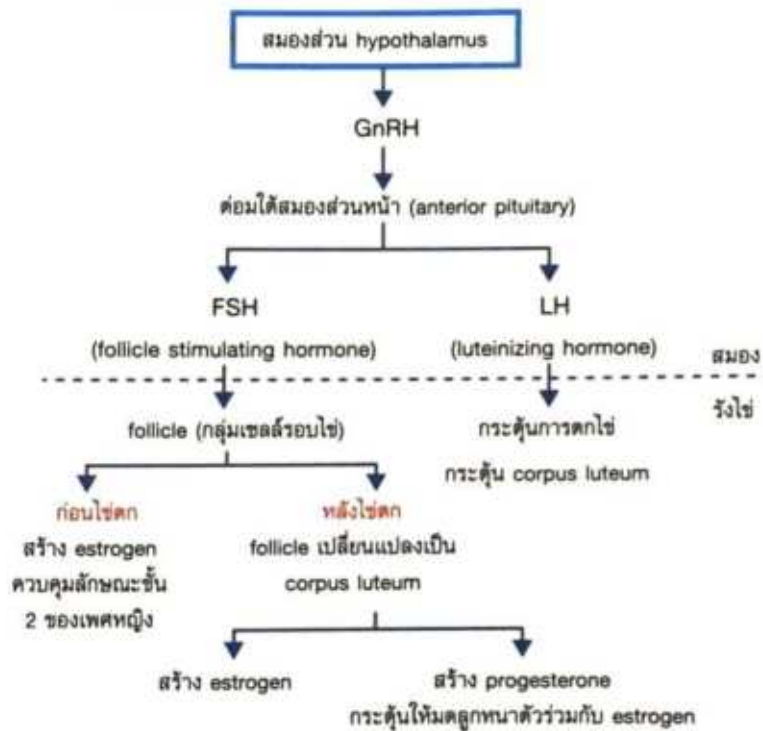 สมองส่วน hypothalamus
GnRH
ต่อมใต้สมองส่วนหน้า (anterior pituitary)
FSH
LH
(follicle stimulating hormone)
(luteinizing hormone)
สมอง
รังไข่
follicle (กลุ่มเซลล์รอบไข่)
กระตุ้นการตกไข่
กระตุ้น corpus luteum
ก่อนไข่ตก
สร้าง estrogen
ควบคุมลักษณะขั้น
2 ของเพศหญิง
หลังไข่ตก
follicle เปลี่ยนแปลงเป็น
corpus luteum
สร้าง estrogen
สร้าง progesterone
กระตุ้นให้มดลูกหนาตัวร่วมกับ estrogen